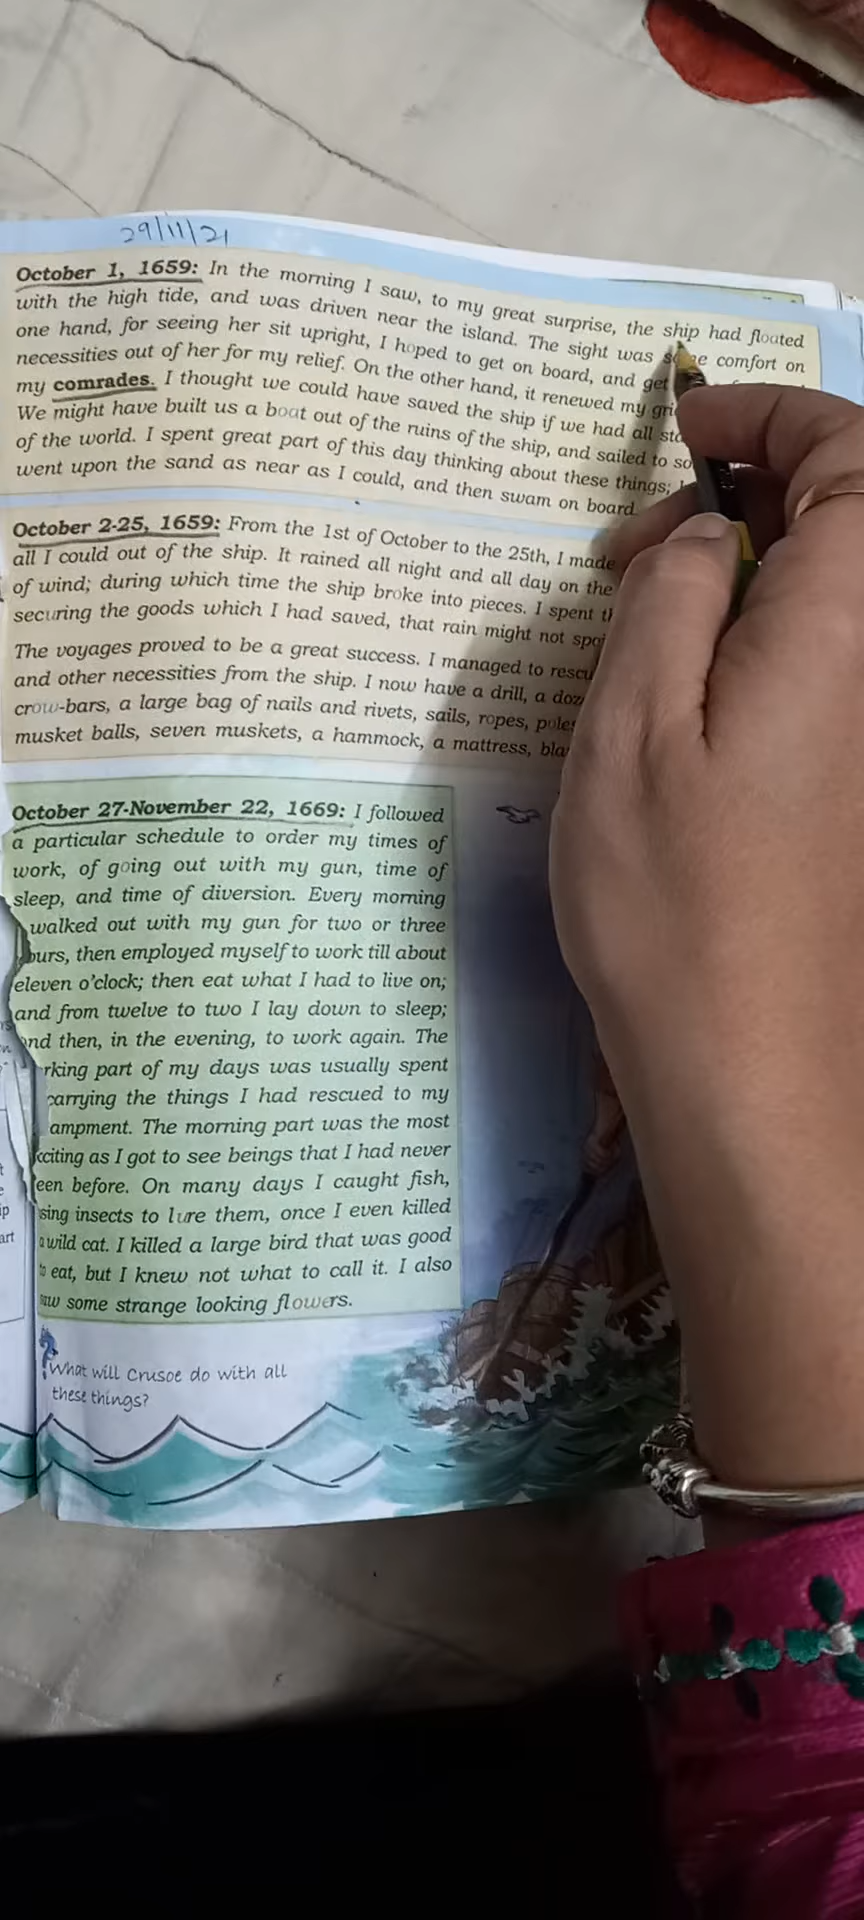 29/11/21
October 1, 1659: In the morning I saw, to my great surprise, the ship had floated
with the high tide, and was driven near the island. The sight was some comfort on
one hand, for seeing her sit upright, I hoped to get on board, and get
necessities out of her for my relief. On the other hand, it renewed my
my comrades. I thought we could have saved the ship if we had all
We might have built us a boat out of the ruins of the ship, and sailed to
of the world. I spent great part of this day thinking about these things;
went upon the sand as near as I could, and then swam on board.
October 2-25, 1659: From the 1st of October to the 25th, I made
all I could out of the ship. It rained all night and all day on the
of wind; during which time the ship broke into pieces. I spent
securing the goods which I had saved, that rain might not
The voyages proved to be a great success. I managed to
and other necessities from the ship. I now have a drill, a
crow-bars, a large bag of nails and rivets, sails, ropes,
musket balls, seven muskets, a hammock, a mattress,
October 27-November 22, 1669: I followed
a particular schedule to order my times of
work, of going out with my gun, time of
sleep, and time of diversion. Every morning
walked out with my gun for two or three
ours, then employed myself to work till about
eleven o'clock; then eat what I had to live on;
and from twelve to two I lay down to sleep;
nd then, in the evening, to work again. The
rking part of my days was usually spent
carrying the things I had rescued to my
ampment. The morning part was the most
citing as I got to see beings that I had never
een before. On many days I caught fish,
sing insects to lure them, once I even killed
a wild cat. I killed a large bird that was good
to eat, but I knew not what to call it. I also
aw some strange looking flowers.
What will Crusoe do with all
these things?
ip
art